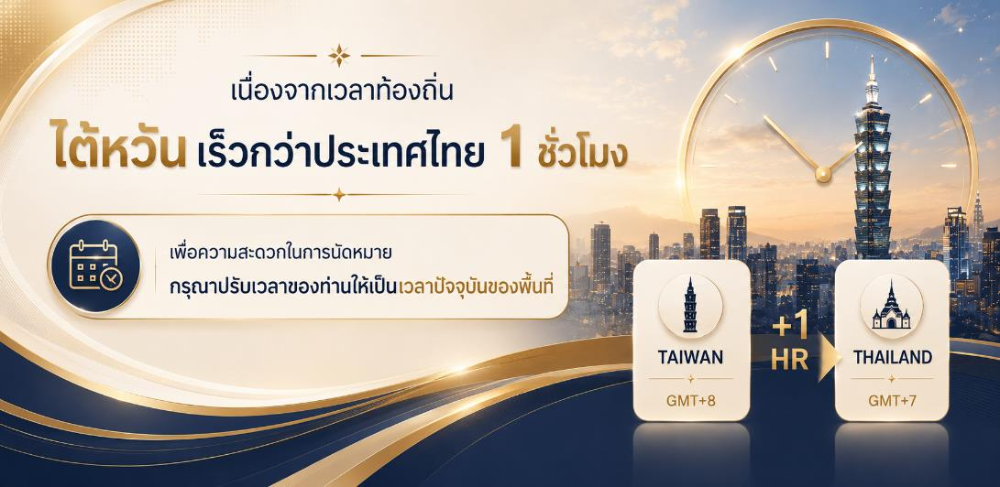 เนื่องจากเวลาท้องถิ่น
ไต้หวัน เร็วกว่าประเทศไทย 1 ชั่วโมง
เพื่อความสะดวกในการนัดหมาย
กรุณาปรับเวลาของท่านให้เป็นเวลาปัจจุบันของพื้นที่
TAIWAN
GMT+8
+1
HR
THAILAND
GMT+7